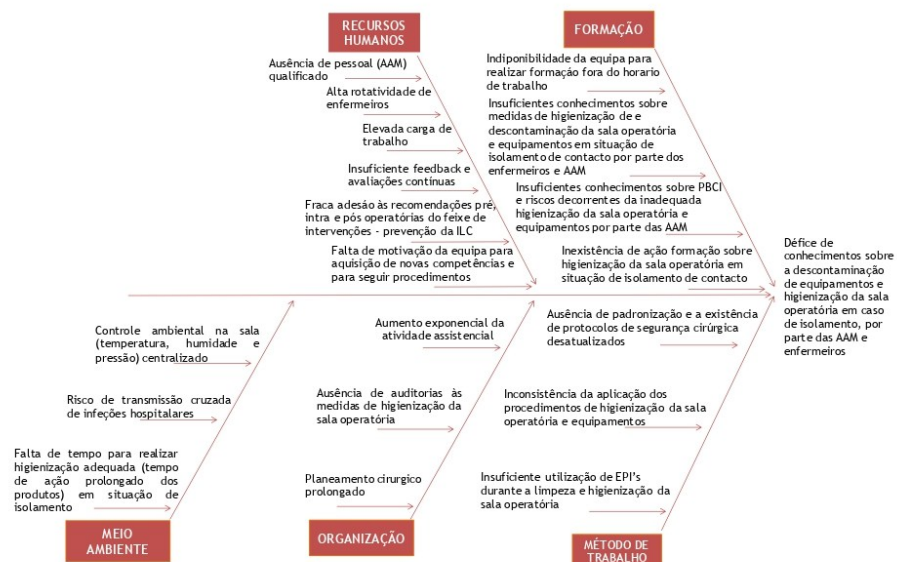 RECURSOS
HUMANOS
Ausência de pessoal (AAM)
qualificado
Alta rotatividade de
enfermeiros
Elevada carga de
trabalho
Insuficiente feedback e
avaliações contínuas
Fraca adesáo às recomendações pré,
intra e pós operatórias do feixe de
intervenções - prevenção da ILC
Falta de motivação da equipa para
aquisição de novas competências e
para seguir procedimentos
FORMAÇÃO
Indiponibilidade da equipa para
realizar formação fora do horario
de trabalho
Insuficientes conhecimentos sobre
medidas de higienização de e
descontaminação da sala operatória
e equipamentos em situação de
isolamento de contacto por parte dos
enfermeiros e AAM
Insuficientes conhecimentos sobre PBCI
e riscos decorrentes da inadequada
higienização da sala operatória e
equipamentos por parte das AAM
Inexistência de ação formação sobre
higienização da sala operatória em
situação de isolamento de contacto
Défice de
conhecimentos sobre
a descontaminação
de equipamentos e
higienização da sala
operatória em caso
de isolamento, por
parte das AAM e
enfermeiros
Controle ambiental na sala
(temperatura, humidade e
pressão) centralizado
Risco de transmissão cruzada
de infeções hospitalares
Falta de tempo para realizar
higienização adequada (tempo
de ação prolongado dos
produtos) em situação de
isolamento
MEIO
AMBIENTE
Aumento exponencial da
atividade assistencial
Ausência de auditorias às
medidas de higienização da
sala operatória
Planeamento cirurgico
prolongado
ORGANIZAÇÃO
Ausência de padronização e a existência
de protocolos de segurança cirúrgica
desatualizados
Inconsistência da aplicação dos
procedimentos de higienização da sala
operatória e equipamentos
Insuficiente utilização de EPI's
durante a limpeza e higienização da
sala operatória
MÉTODO DE
TRABALHO